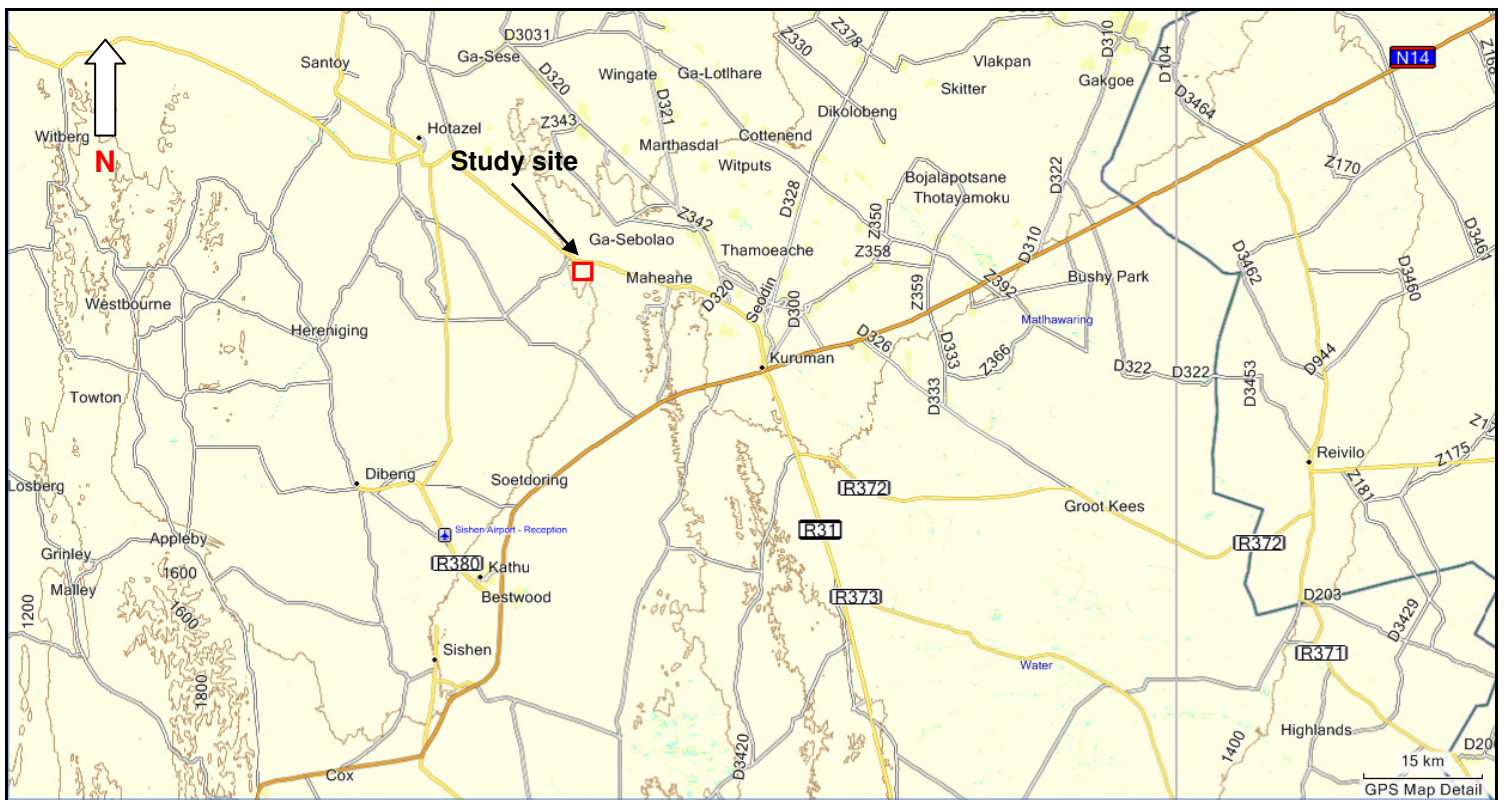 D3031
Z378
Z330
D310
N14
Z168
Santoy
Ga-Sese
D320
Wingate
Ga-Lotlhare
Vlakpan
Skitter
Gakgoe
D104
D3464
D321
Dikolobeng
Witberg
Hotazel
Z343
Marthasdal
Cottenend
N
Study site
Witputs
Z170
D322
Bojalapotsane
Thotayamoku
D328
Z342
Z350
Ga-Sebolao
Thamoeache
Z358
D310
D3462
D3461
Maheane
D320
Seodin
D300
Z359
Z392
Bushy Park
D3460
Westbourne
Hereniging
Matlhawaring
D326
D333
Z366
Kuruman
D322
D322
D3453
D944
Towton
D333
Reivilo
Z175
Z181
Losberg
Dibeng
Soetdoring
R372
Groot Kees
Sishen Airport - Reception
R31
R372
Appleby
Grinley
R380
Kathu
1600
Malley
Bestwood
R373
D203
1200
1600
D3429
Sishen
Water
R371
1800
Highlands
1400
D3420
15 km
Cox
GPS Map Detail